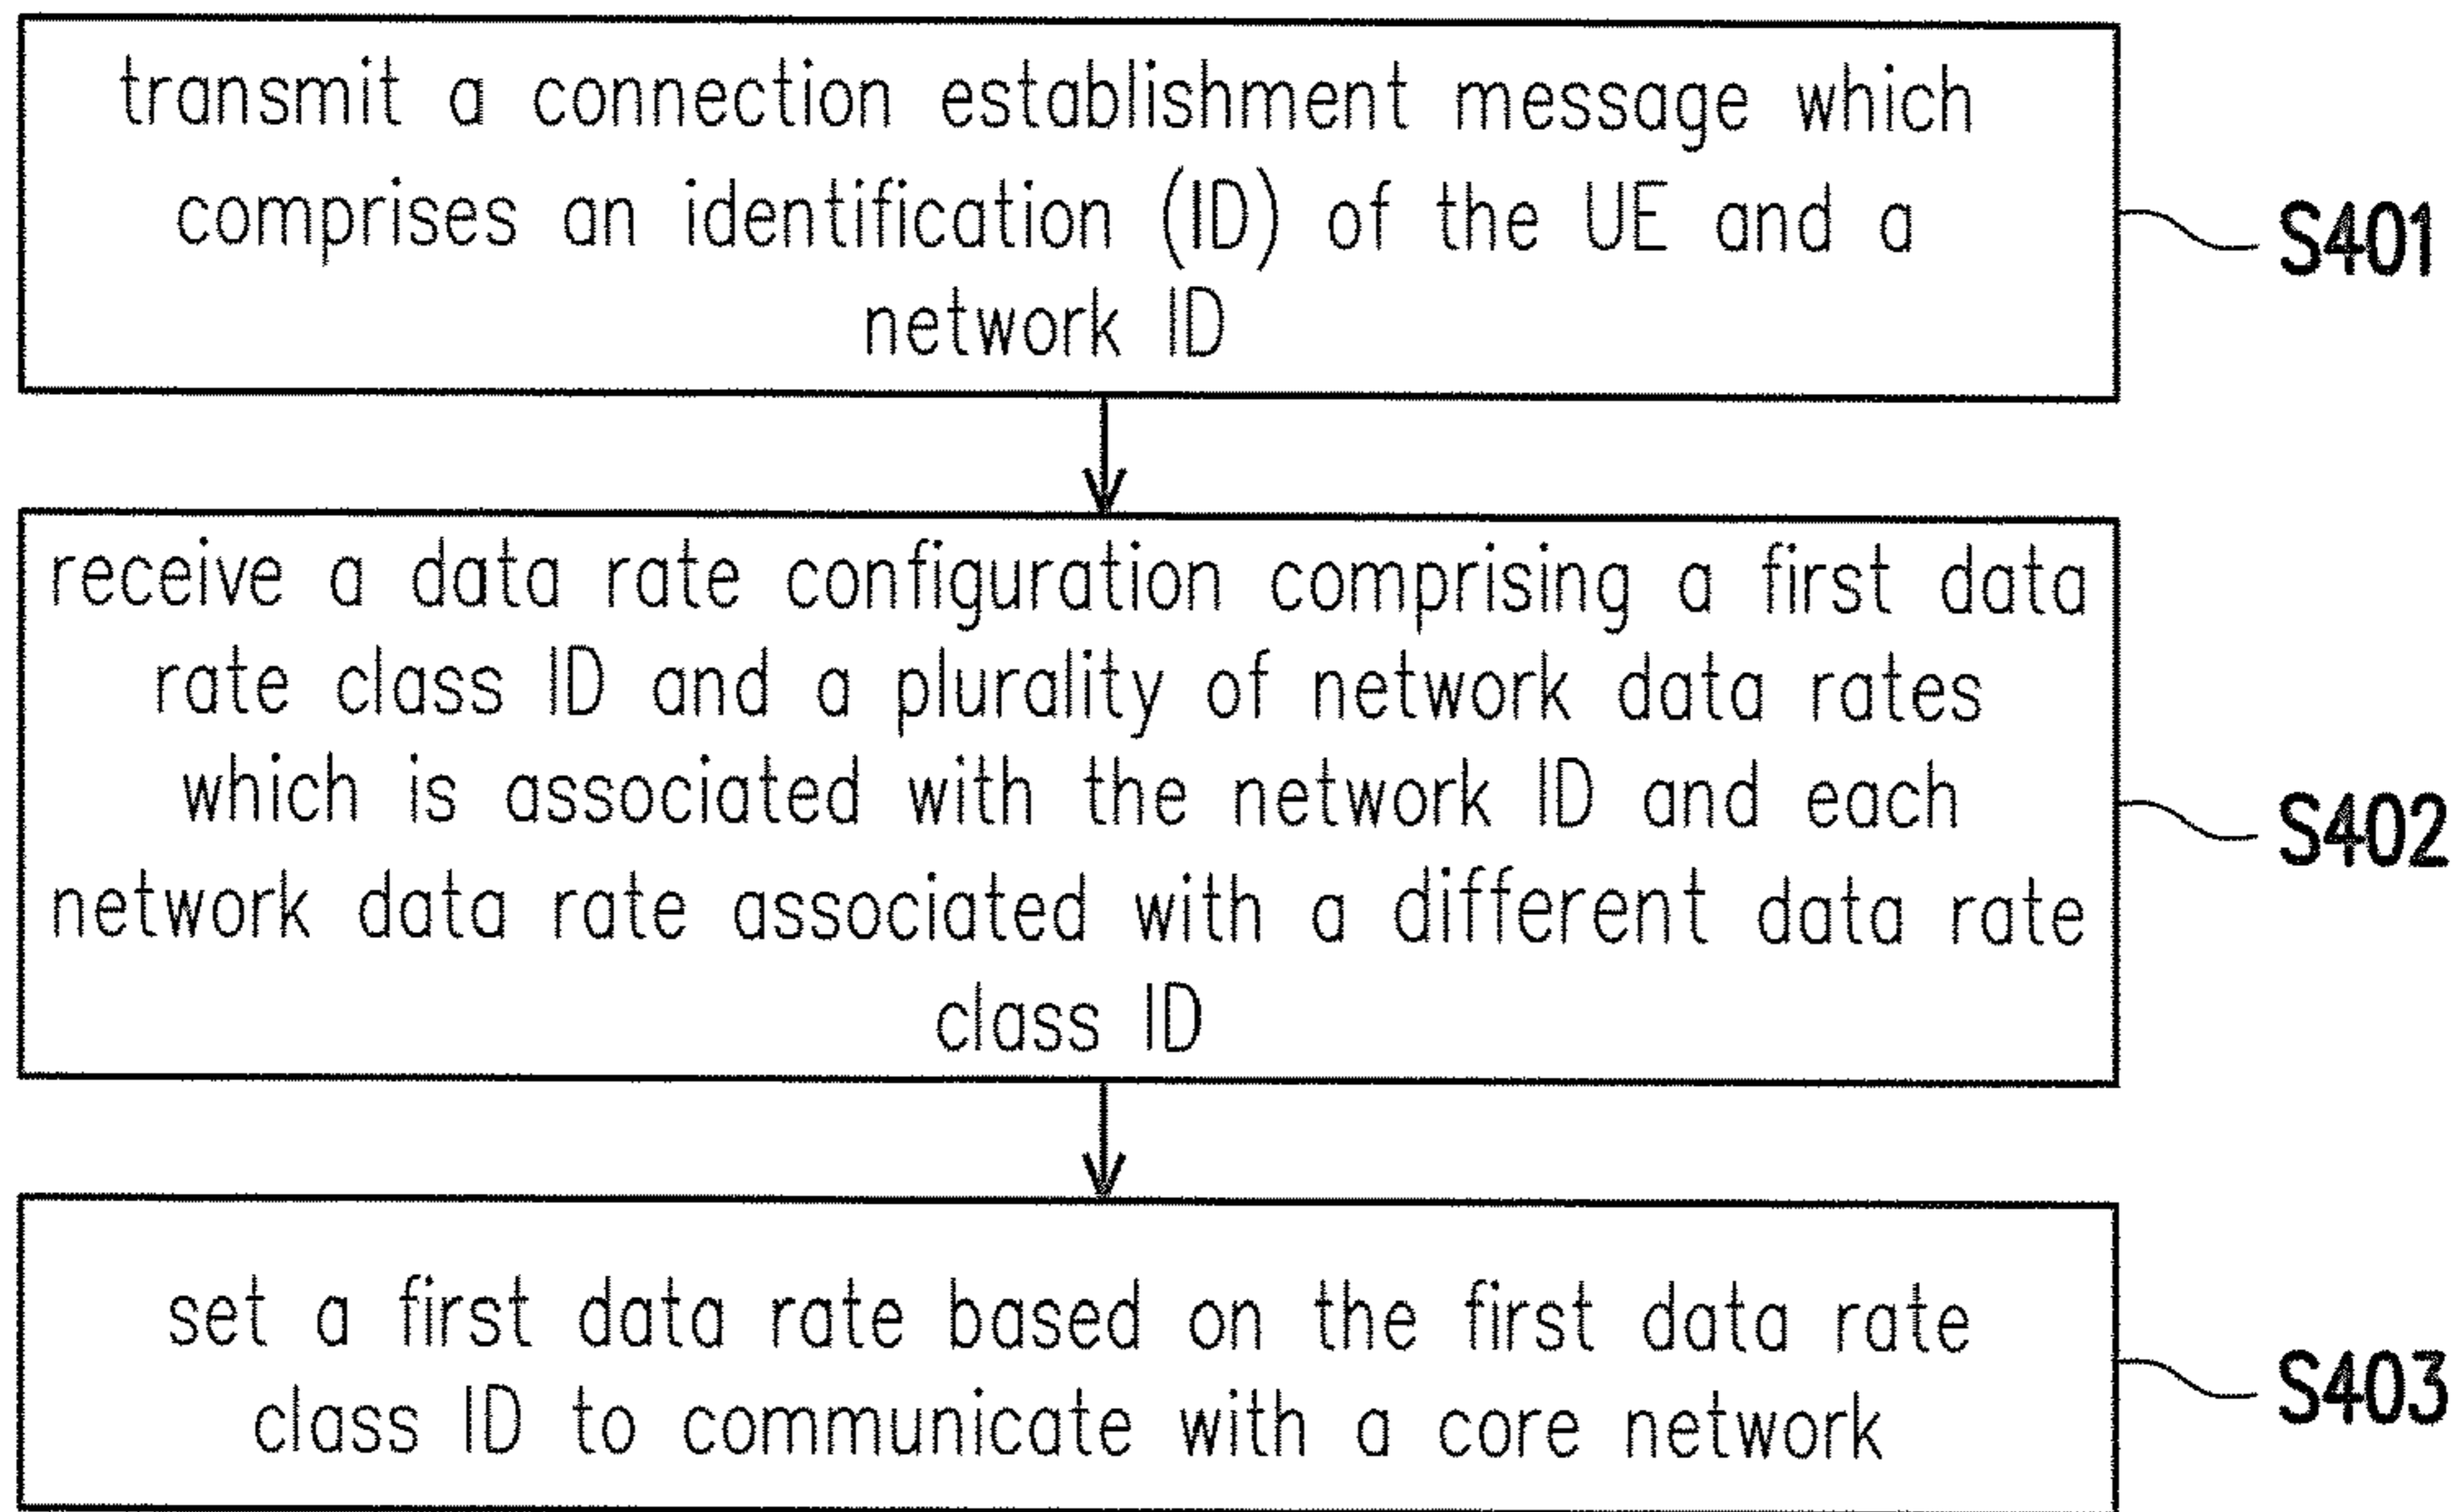 transmit a connection establishment message which
comprises an identification (ID) of the UE and a
network ID
S401
receive a data rate configuration comprising a first data
rate class ID and a plurality of network data rates
which is associated with the network ID and each
network data rate associated with a different data rate
class ID
S402
set a first data rate based on the first data rate
class ID to communicate with a core network
S403